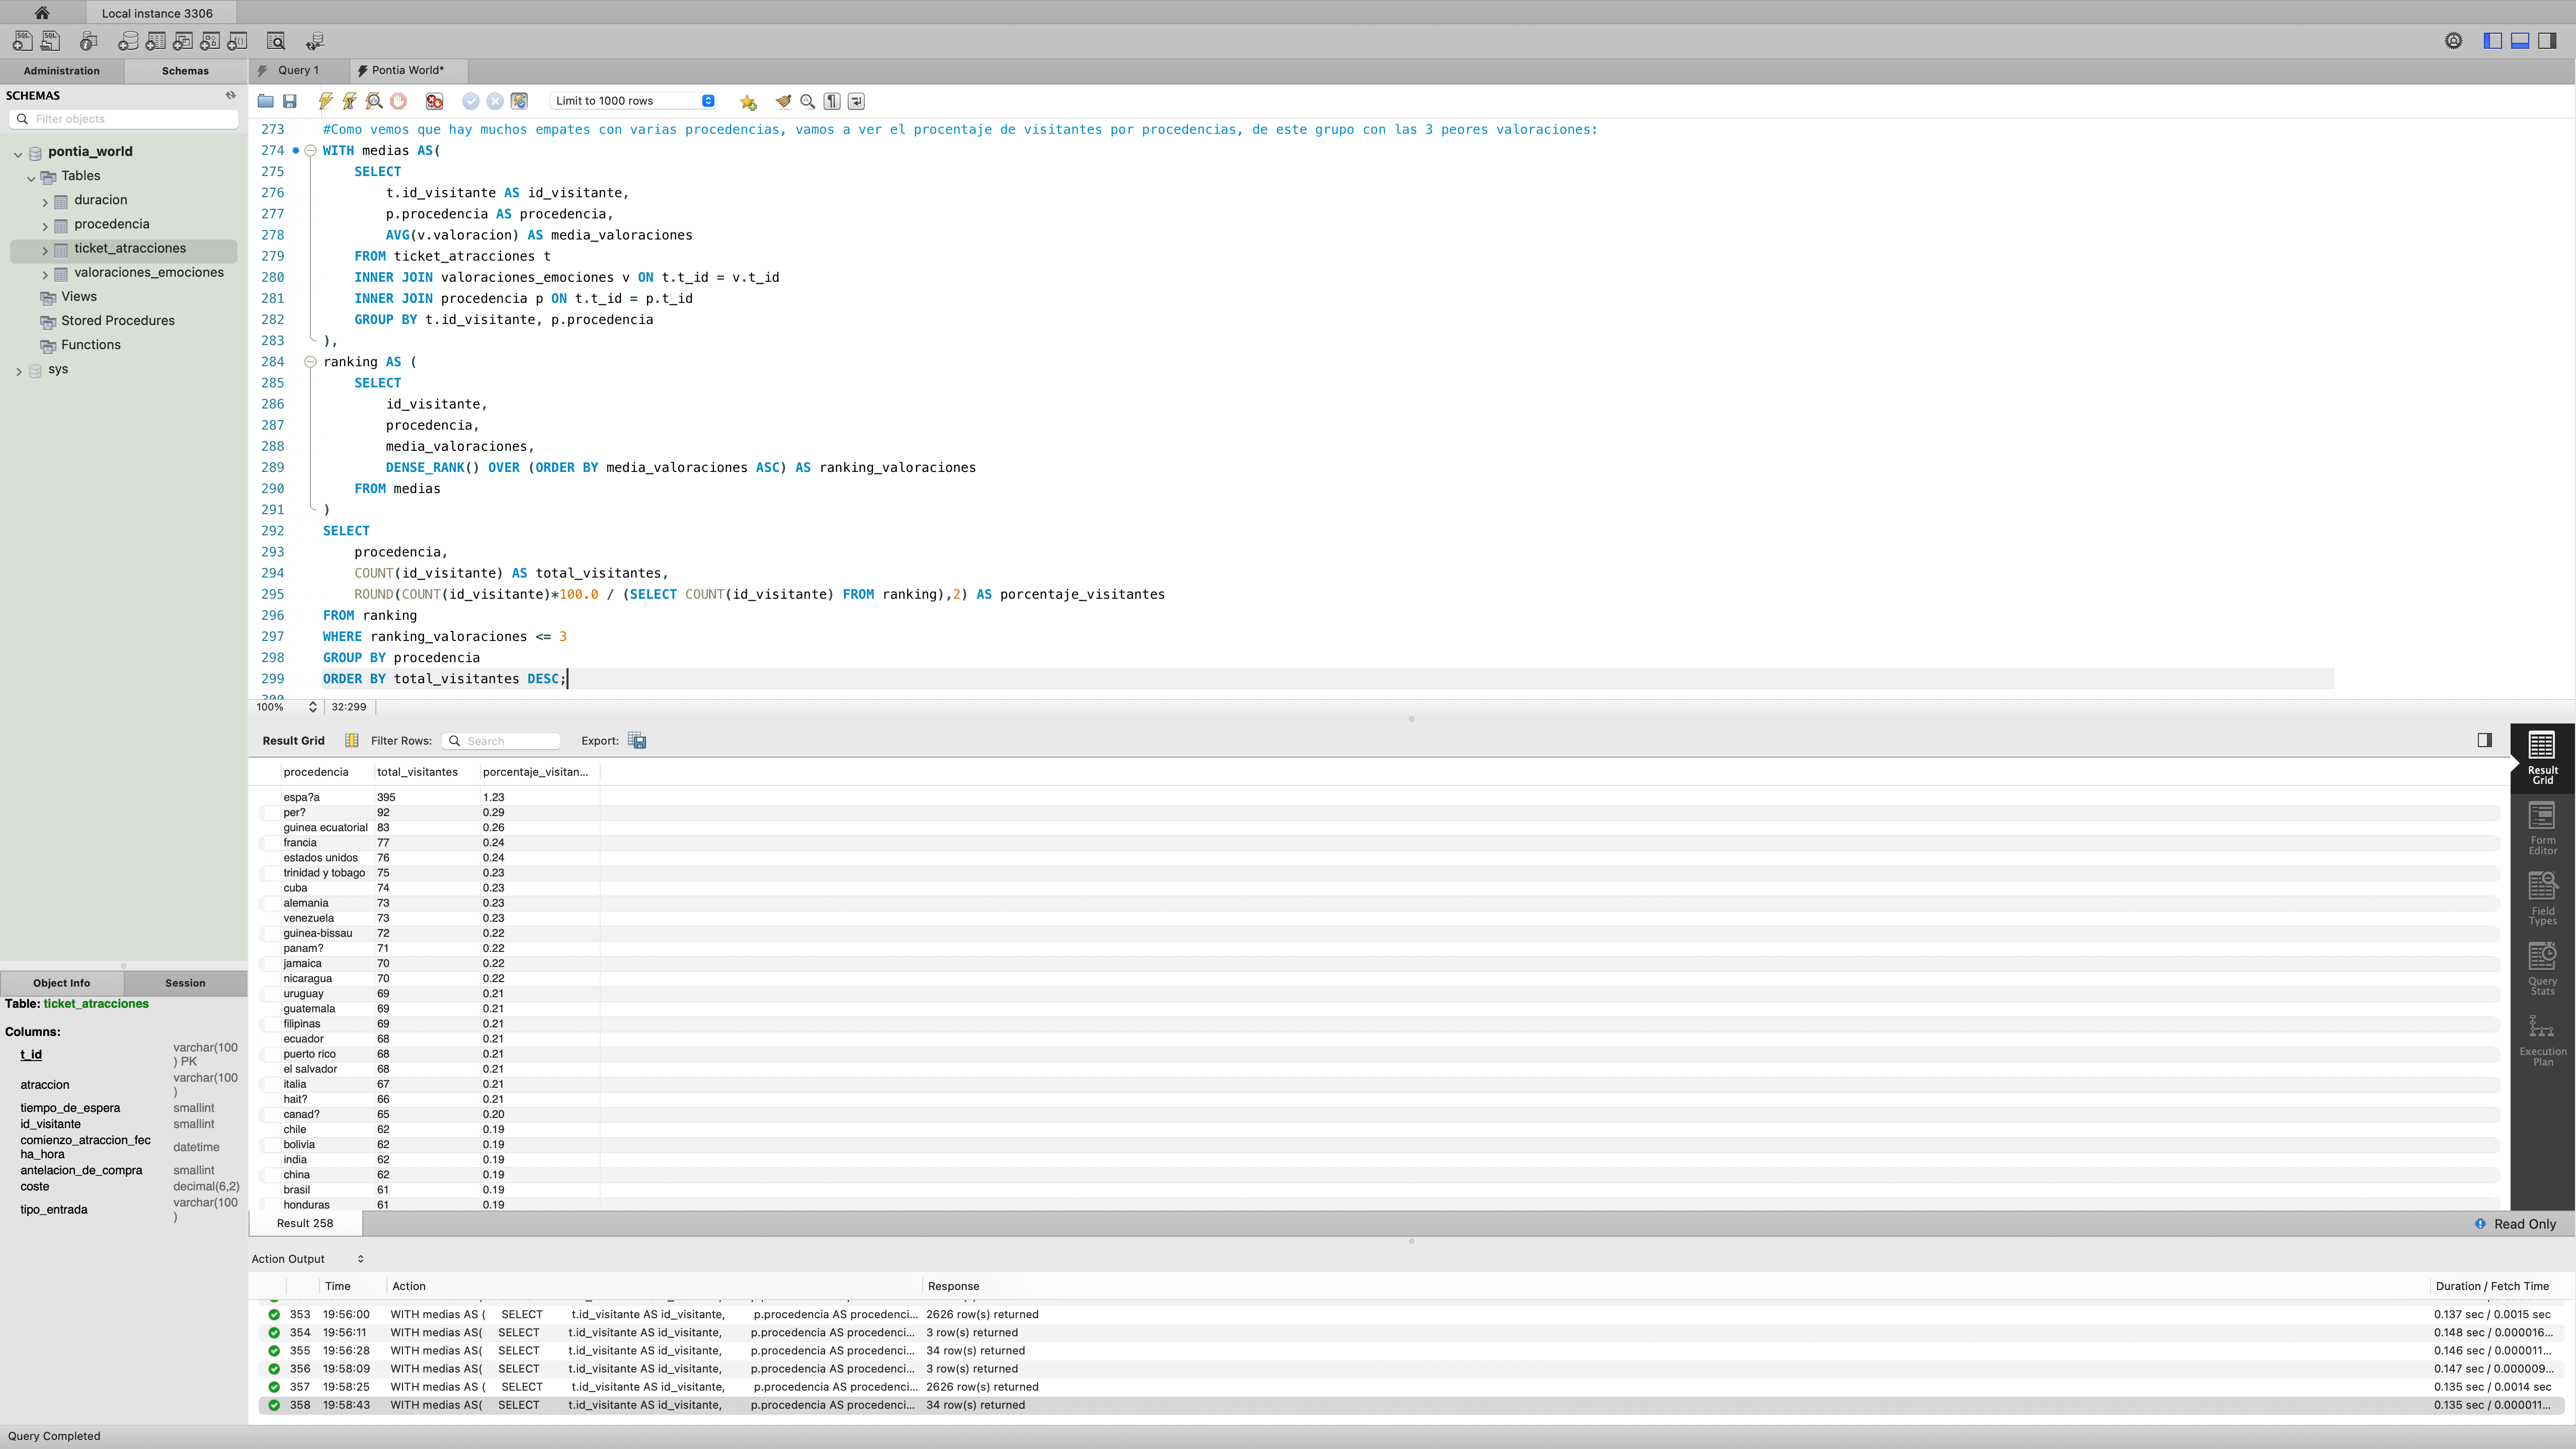 Local instance 3306
Administration Schemas Query 1 Pontia World*
SCHEMAS
Filter objects
Limit to 1000 rows
pontia_world
Tables
duracion
procedencia
ticket_atracciones
valoraciones_emociones
Views
Stored Procedures
Functions
sys
273 #Como vemos que hay muchos empates con varias procedencias, vamos a ver el procentaje de visitantes por procedencias, de este grupo con las 3 peores valoraciones:
274 WITH medias AS(
275 SELECT
276 t.id_visitante AS id_visitante,
277 p.procedencia AS procedencia,
278 AVG(v.valoracion) AS media_valoraciones
279 FROM ticket_atracciones t
280 INNER JOIN valoraciones_emociones v ON t.t_id = v.t_id
281 INNER JOIN procedencia p ON t.t_id = p.t_id
282 GROUP BY t.id_visitante, p.procedencia
283 ),
284 ranking AS (
285 SELECT
286 id_visitante,
287 procedencia,
288 media_valoraciones,
289 DENSE_RANK() OVER (ORDER BY media_valoraciones ASC) AS ranking_valoraciones
290 FROM medias
291 )
292 SELECT
293 procedencia,
294 COUNT(id_visitante) AS total_visitantes,
295 ROUND(COUNT(id_visitante)*100.0 / (SELECT COUNT(id_visitante) FROM ranking),2) AS porcentaje_visitantes
296 FROM ranking
297 WHERE ranking_valoraciones <= 3
298 GROUP BY procedencia
299 ORDER BY total_visitantes DESC;
100% 32:299
Result Grid Filter Rows: Search Export:
procedencia total_visitantes porcentaje_visitan...
espa?a 395 1.23
per? 92 0.29
guinea ecuatorial 83 0.26
francia 77 0.24
estados unidos 76 0.24
trinidad y tobago 75 0.23
cuba 74 0.23
alemania 73 0.23
venezuela 73 0.23
guinea-bissau 72 0.22
panam? 71 0.22
jamaica 70 0.22
nicaragua 70 0.22
uruguay 69 0.21
guatemala 69 0.21
filipinas 69 0.21
ecuador 68 0.21
puerto rico 68 0.21
el salvador 68 0.21
italia 67 0.21
hait? 66 0.21
canad? 65 0.20
chile 62 0.19
bolivia 62 0.19
india 62 0.19
china 62 0.19
brasil 61 0.19
honduras 61 0.19
Result
Grid
Form
Editor
Field
Types
Query
Stats
Execution
Plan
Result 258 Read Only
Object Info Session
Table: ticket_atracciones
Columns:
t_id varchar(100
) PK
atraccion varchar(100
)
tiempo_de_espera smallint
id_visitante smallint
comienzo_atraccion_fec
ha_hora datetime
antelacion_de_compra smallint
coste decimal(6,2)
tipo_entrada varchar(100
)
Action Output
Time Action Response Duration / Fetch Time
353 19:56:00 WITH medias AS ( SELECT t.id_visitante AS id_visitante, p.procedencia AS procedenci... 2626 row(s) returned 0.137 sec / 0.0015 sec
354 19:56:11 WITH medias AS( SELECT t.id_visitante AS id_visitante, p.procedencia AS procedenci... 3 row(s) returned 0.148 sec / 0.000016...
355 19:56:28 WITH medias AS( SELECT t.id_visitante AS id_visitante, p.procedencia AS procedenci... 34 row(s) returned 0.146 sec / 0.000011...
356 19:58:09 WITH medias AS( SELECT t.id_visitante AS id_visitante, p.procedencia AS procedenci... 3 row(s) returned 0.147 sec / 0.000009...
357 19:58:25 WITH medias AS ( SELECT t.id_visitante AS id_visitante, p.procedencia AS procedenci... 2626 row(s) returned 0.135 sec / 0.0014 sec
358 19:58:43 WITH medias AS( SELECT t.id_visitante AS id_visitante, p.procedencia AS procedenci... 34 row(s) returned 0.135 sec / 0.000011...
Query Completed